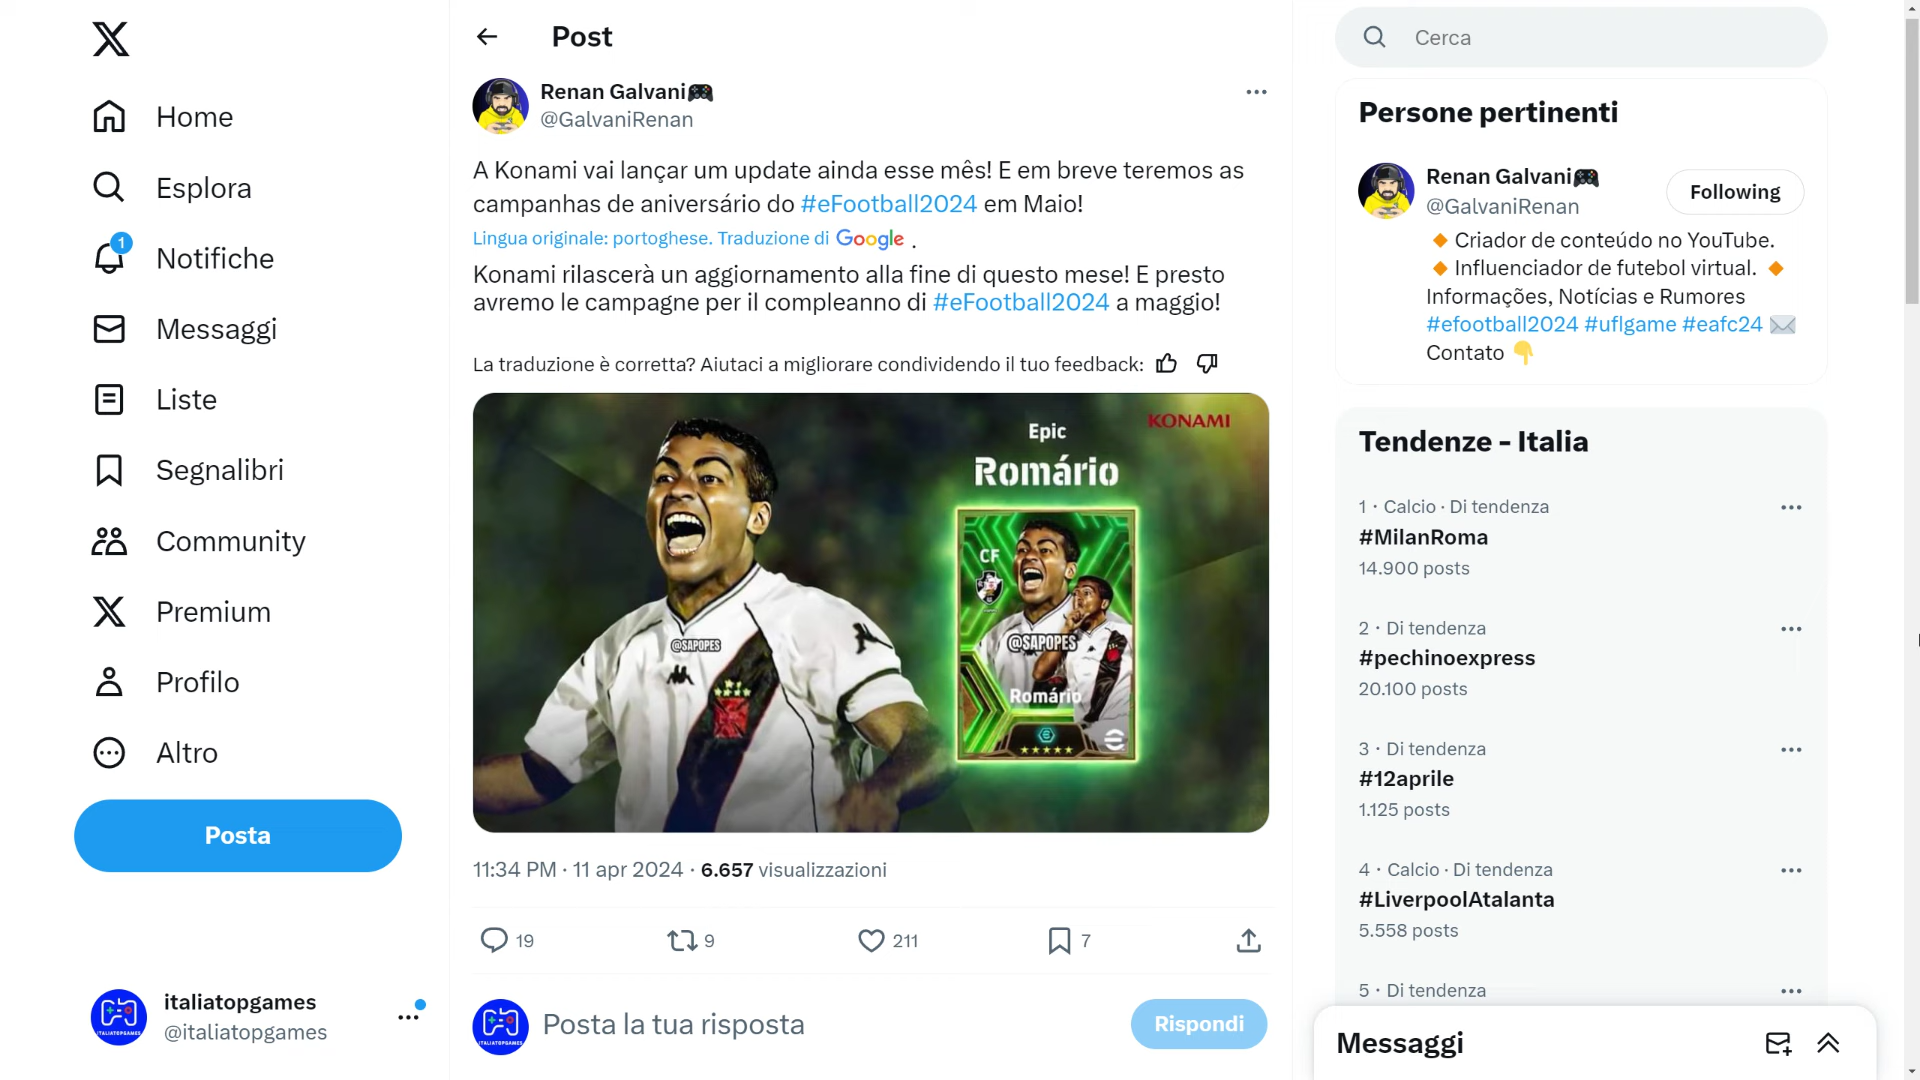 Home
Esplora
1
Notifiche
Messaggi
Liste
Segnalibri
Community
Premium
Profilo
Altro
Posta
italiatopgames
@italiatopgames
Post
Renan Galvani
@GalvaniRenan
A Konami vai lançar um update ainda esse mês! E em breve teremos as
campanhas de aniversário do #eFootball2024 em Maio!
Lingua originale: portoghese. Traduzione di Google .
Konami rilascerà un aggiornamento alla fine di questo mese! E presto
avremo le campagne per il compleanno di #eFootball2024 a maggio!
La traduzione è corretta? Aiutaci a migliorare condividendo il tuo feedback:
KONAMI
Epic
Romário
CF
@SAPOPES
@SAPOPES
Romário
11:34 PM · 11 apr 2024 · 6.657 visualizzazioni
19
9
211
7
ITALIATOPGAMES
Posta la tua risposta
Rispondi
Cerca
Persone pertinenti
Renan Galvani
@GalvaniRenan
Following
Criador de conteúdo no YouTube.
Influenciador de futebol virtual.
Informações, Notícias e Rumores
#efootball2024 #uflgame #eafc24
Contato
Tendenze - Italia
1 · Calcio · Di tendenza
#MilanRoma
14.900 posts
2 · Di tendenza
#pechinoexpress
20.100 posts
3 · Di tendenza
#12aprile
1.125 posts
4 · Calcio · Di tendenza
#LiverpoolAtalanta
5.558 posts
5 · Di tendenza
Messaggi